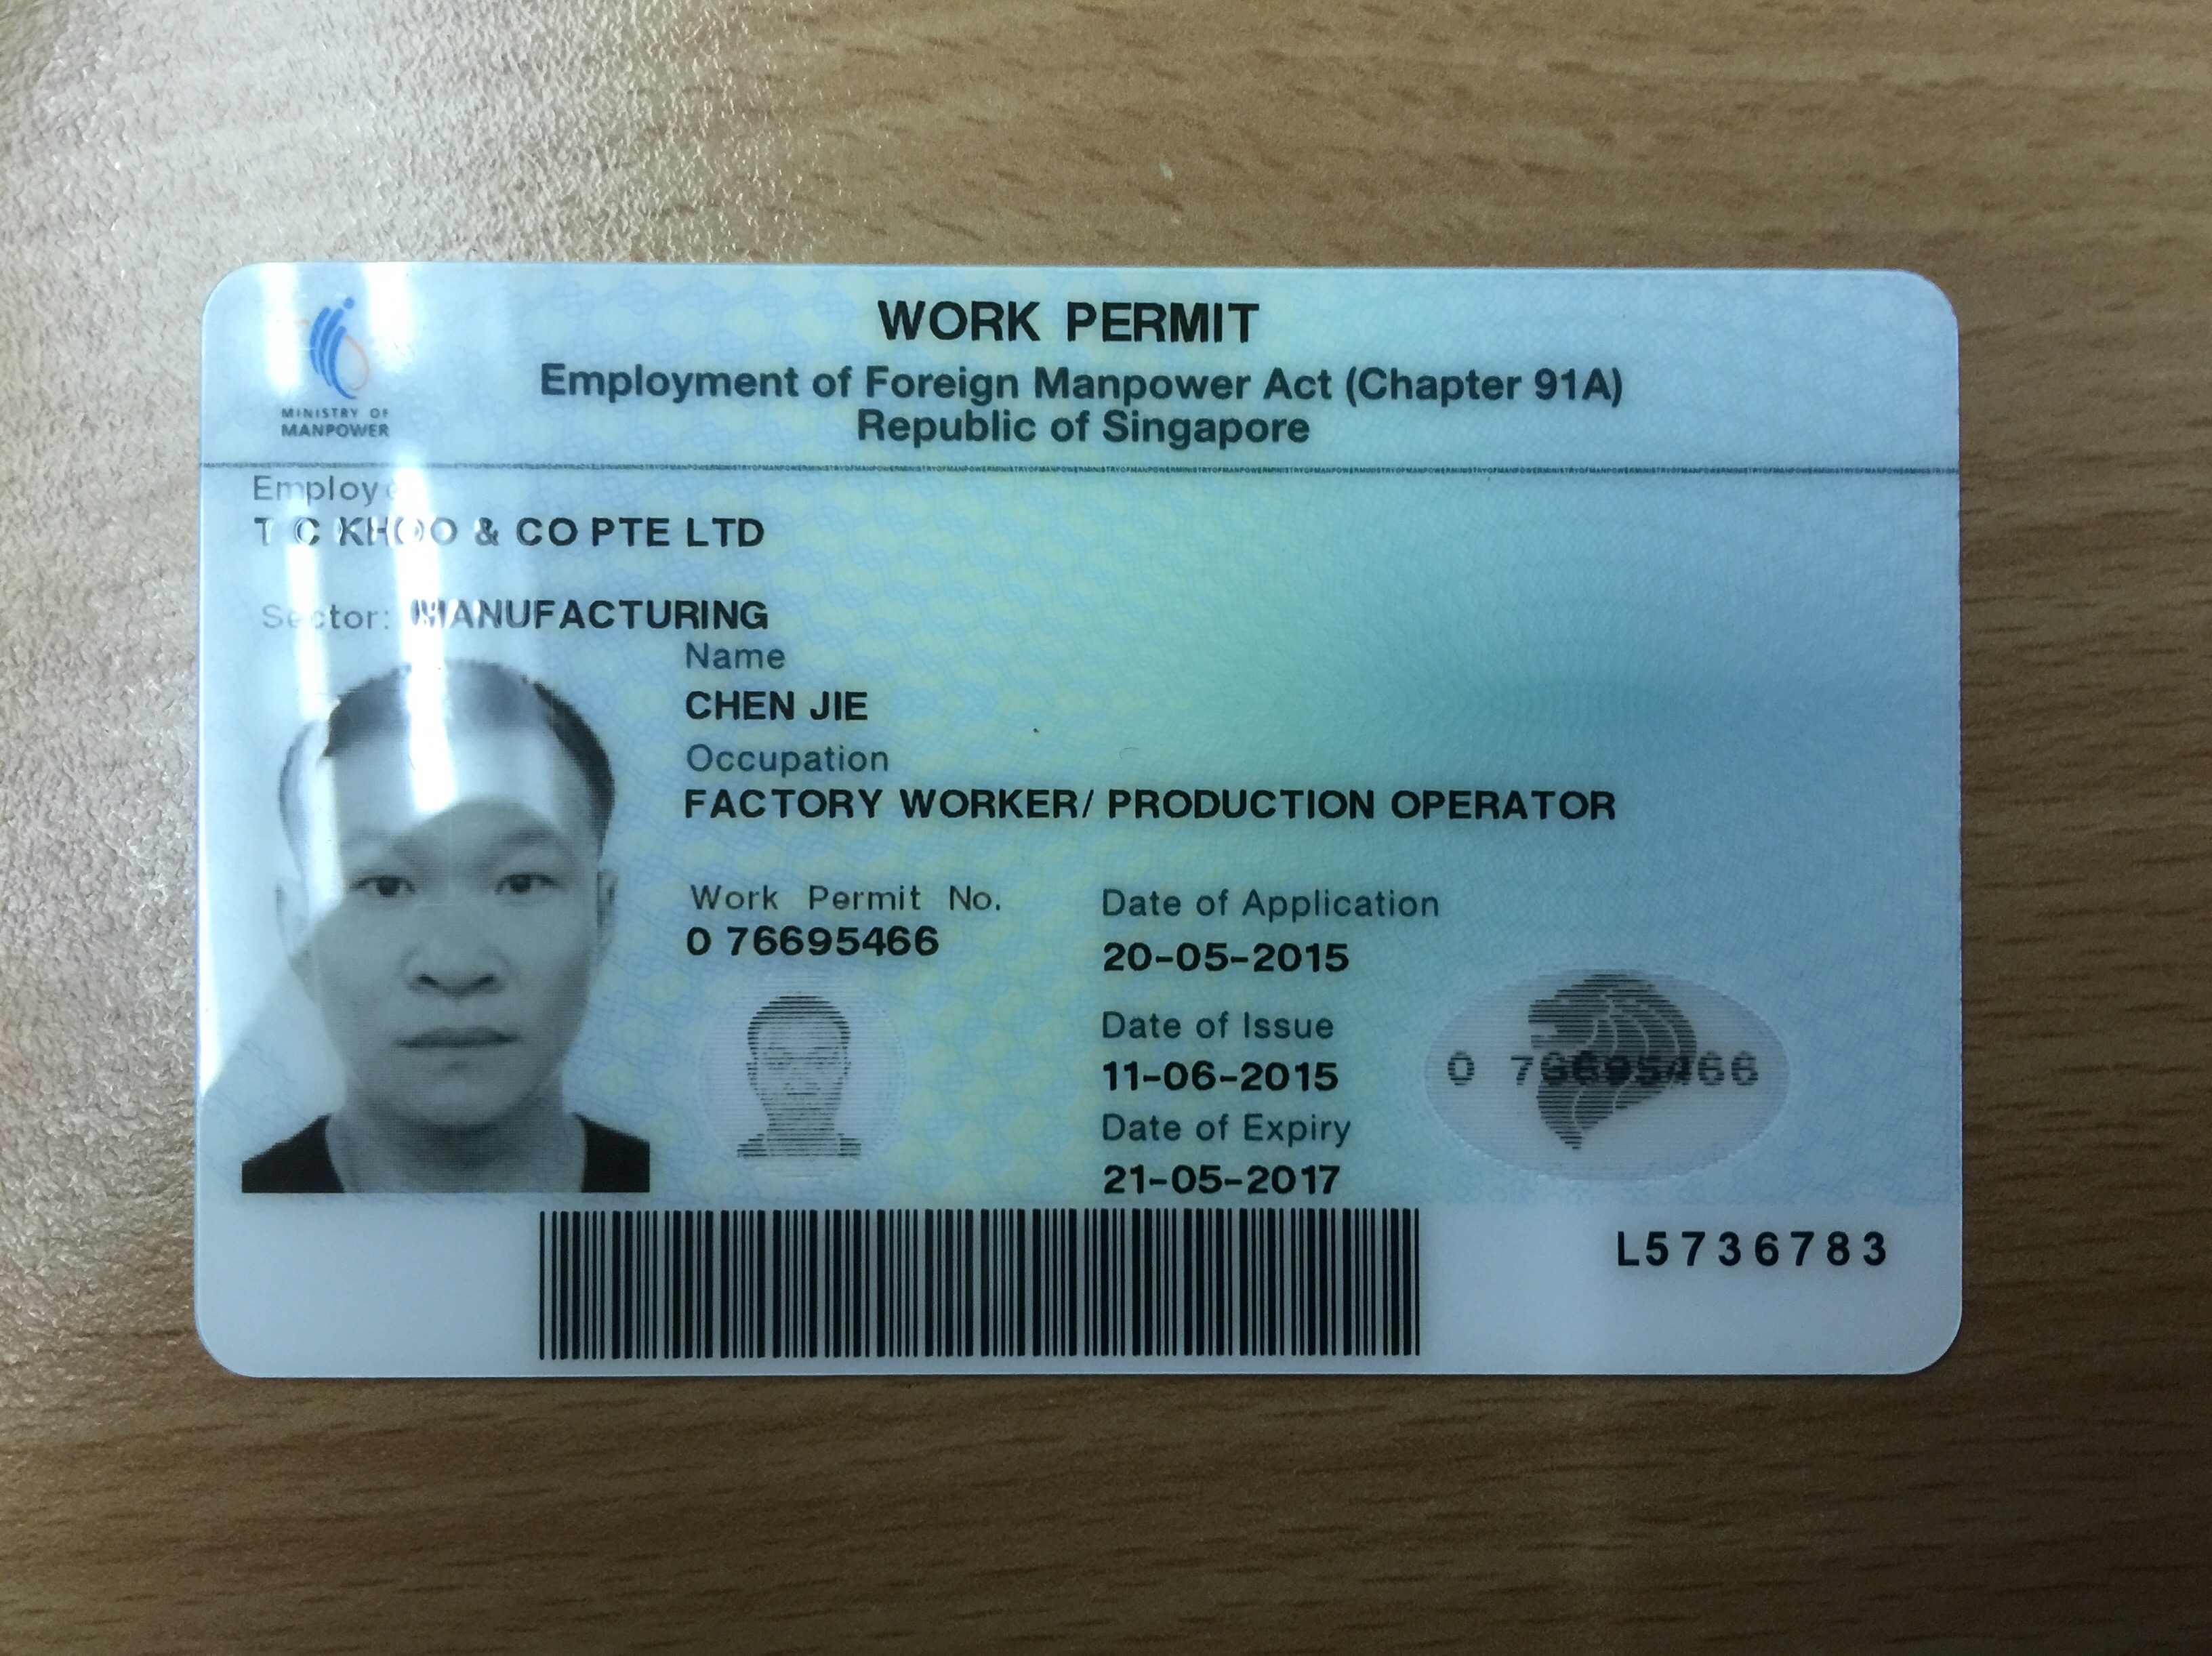 WORK PERMIT
Employment of Foreign Manpower Act (Chapter 91A)
Republic of Singapore
MINISTRY OF
MANPOWER
Employ
T C KHOO & CO PTE LTD
Sector: MANUFACTURING
Name
CHEN JIE
Occupation
FACTORY WORKER/ PRODUCTION OPERATOR
Work Permit No.
0 76695466
Date of Application
20-05-2015
Date of Issue
11-06-2015
0 76695466
Date of Expiry
21-05-2017
L5736783